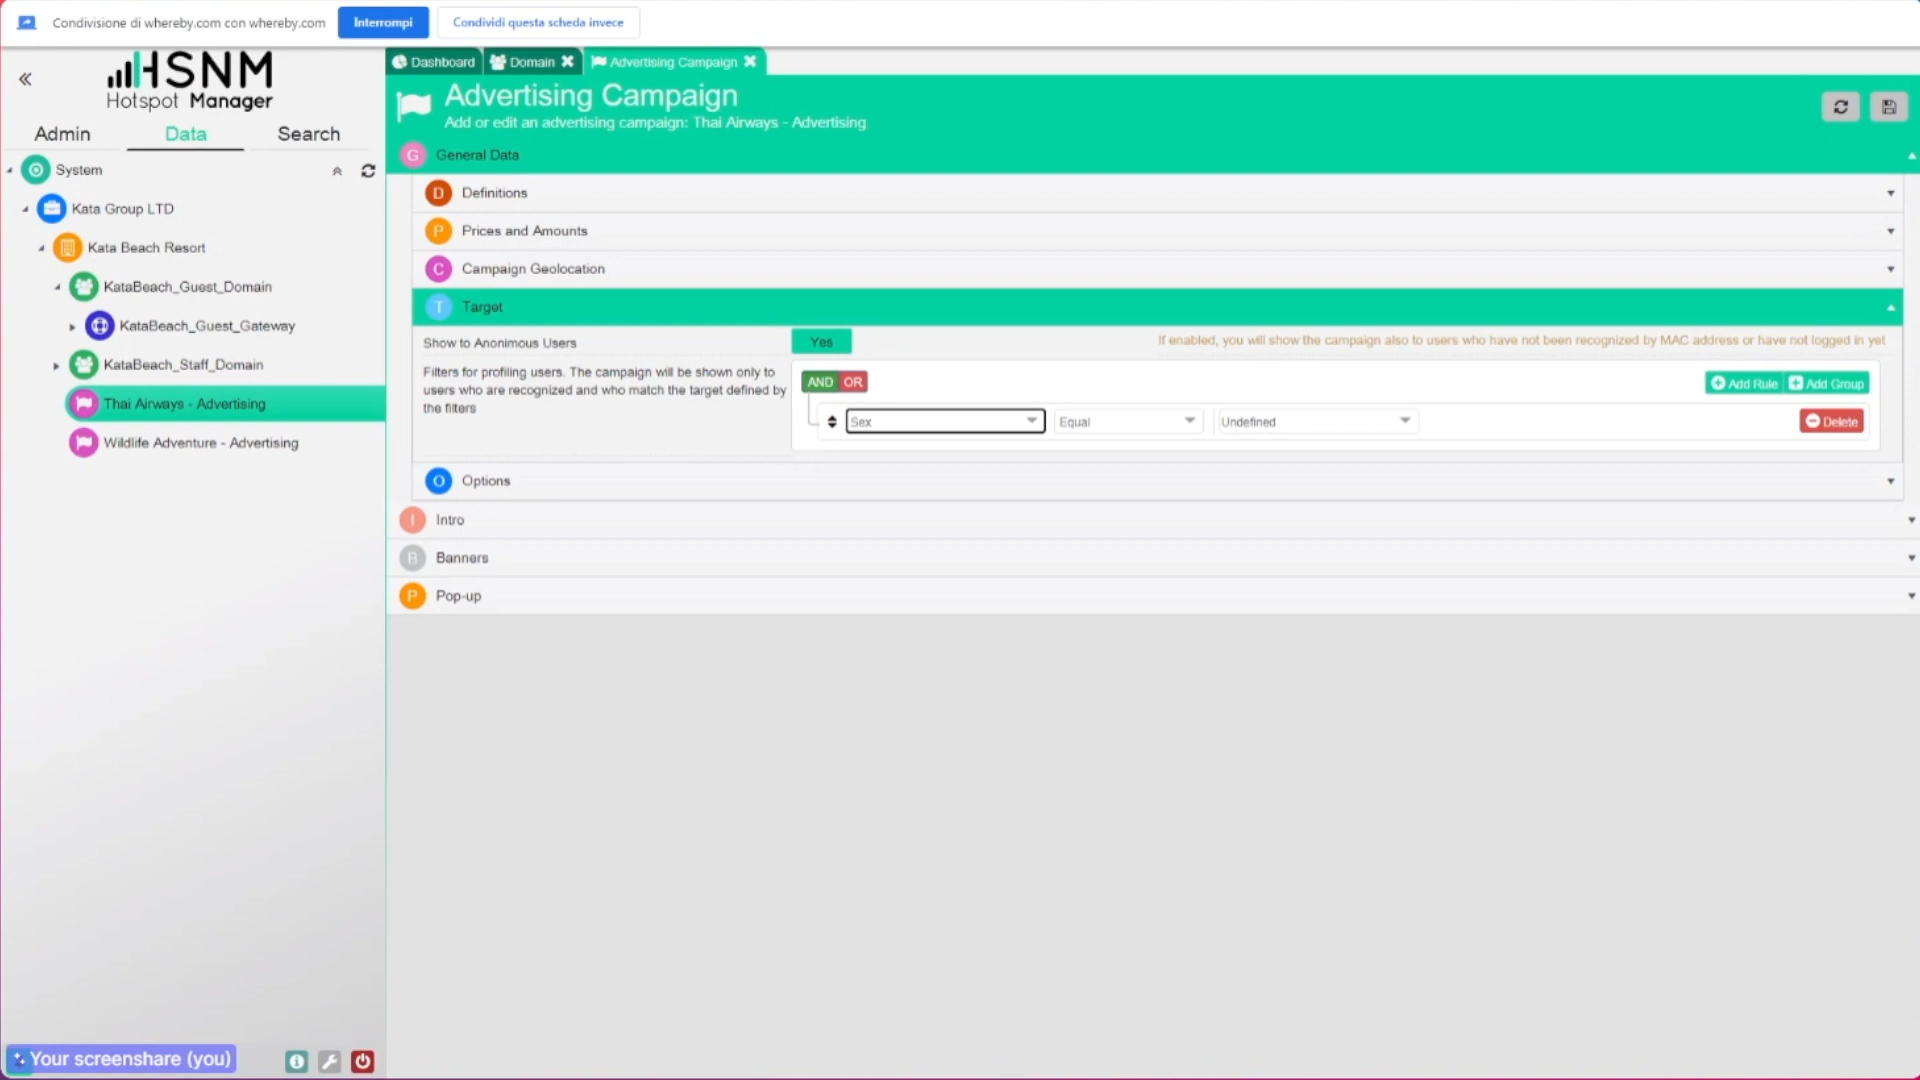 Condivisione di whereby.com con whereby.com
Interrompi
Condividi questa scheda invece
HSNM
Hotspot Manager
Admin
Data
Search
System
Kata Group LTD
Kata Beach Resort
KataBeach_Guest_Domain
KataBeach_Guest_Gateway
KataBeach_Staff_Domain
Thai Airways - Advertising
Wildlife Adventure - Advertising
Your screenshare (you)
Dashboard
Domain
Advertising Campaign
Advertising Campaign
Add or edit an advertising campaign: Thai Airways - Advertising
G General Data
D Definitions
P Prices and Amounts
C Campaign Geolocation
T Target
Show to Anonimous Users
Yes
If enabled, you will show the campaign also to users who have not been recognized by MAC address or have not logged in yet
Filters for profiling users. The campaign will be shown only to
users who are recognized and who match the target defined by
the filters
AND OR
Add Rule
Add Group
Sex
Equal
Undefined
Delete
O Options
I Intro
B Banners
P Pop-up